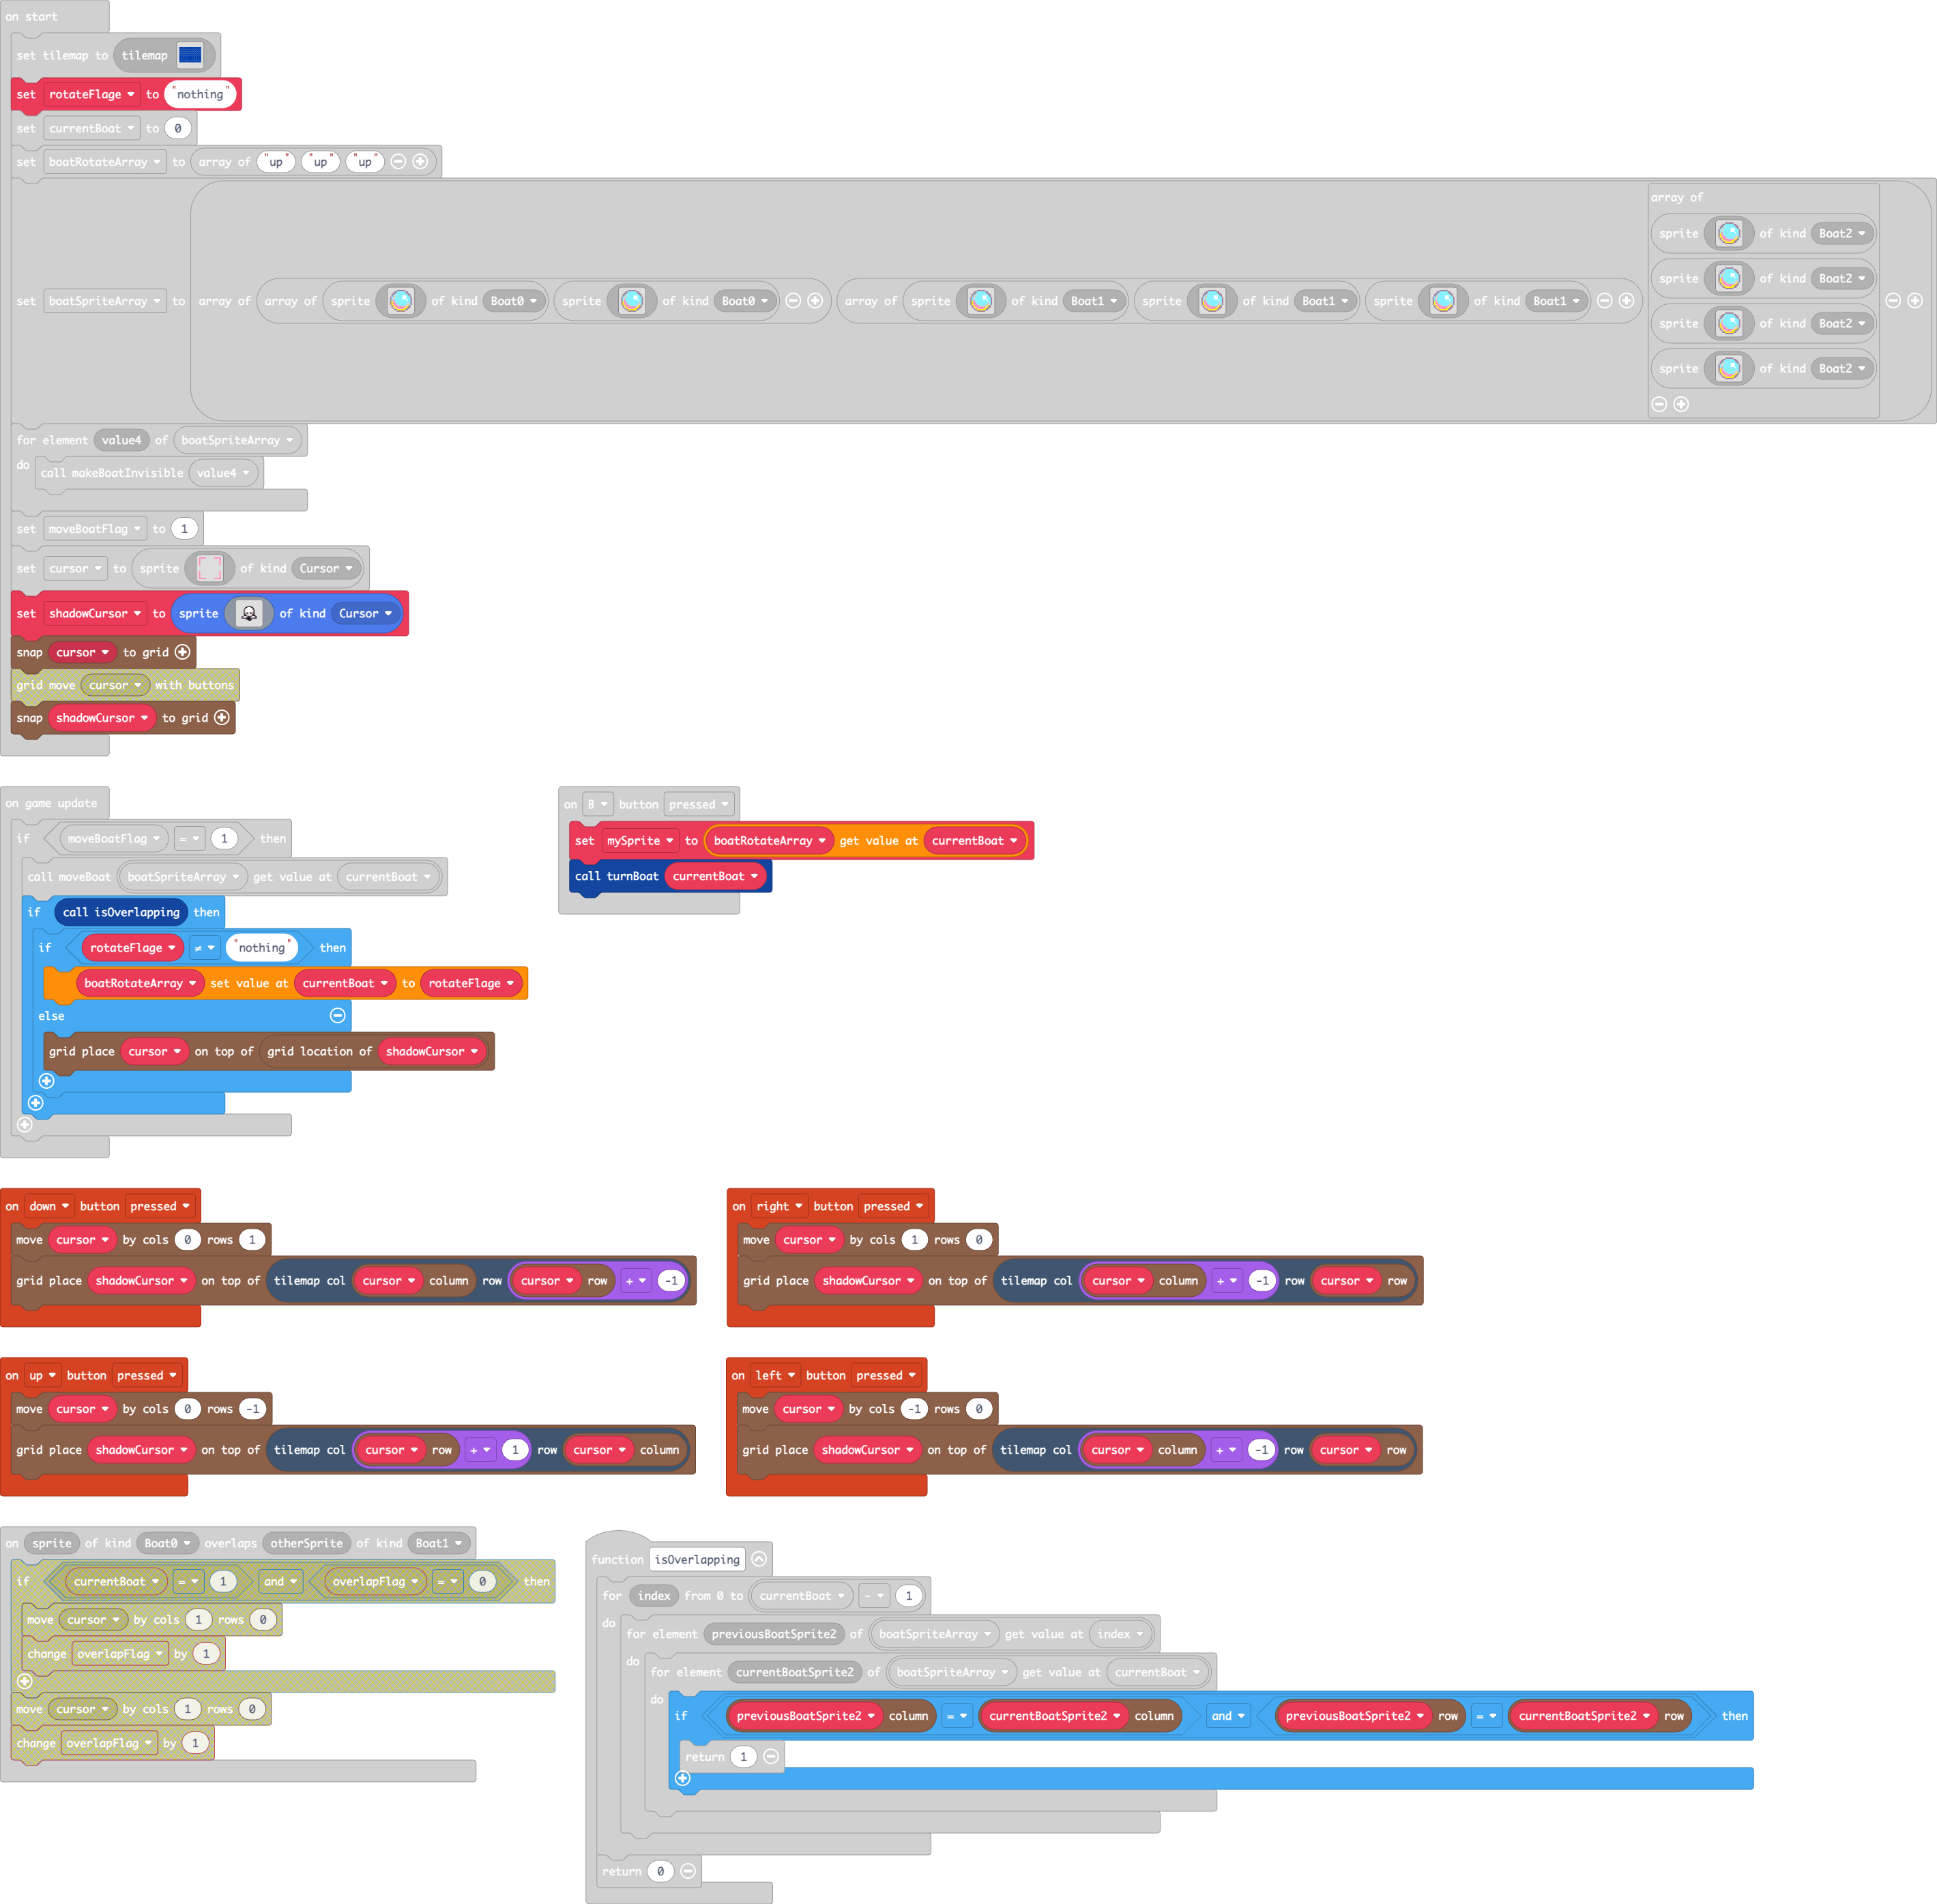 on start
set tilemap to tilemap
set rotateFlage to "nothing"
set currentBoat to 0
set boatRotateArray to array of "up" "up" "up"
array of
sprite of kind Boat2
sprite of kind Boat2
set boatSpriteArray to array of array of sprite of kind Boat0 sprite of kind Boat0 array of sprite of kind Boat1 sprite of kind Boat1 sprite of kind Boat1
sprite of kind Boat2
sprite of kind Boat2
for element value4 of boatSpriteArray
do
call makeBoatInvisible value4
set moveBoatFlag to 1
set cursor to sprite of kind Cursor
set shadowCursor to sprite of kind Cursor
snap cursor to grid
grid move cursor with buttons
snap shadowCursor to grid
on game update
if moveBoatFlag = 1 then
call moveBoat boatSpriteArray get value at currentBoat
if call isOverlapping then
if rotateFlage ≠ "nothing" then
boatRotateArray set value at currentBoat to rotateFlage
else
grid place cursor on top of grid location of shadowCursor
on B button pressed
set mySprite to boatRotateArray get value at currentBoat
call turnBoat currentBoat
on down button pressed
move cursor by cols 0 rows 1
grid place shadowCursor on top of tilemap col cursor column row cursor row + -1
on right button pressed
move cursor by cols 1 rows 0
grid place shadowCursor on top of tilemap col cursor column + -1 row cursor row
on up button pressed
move cursor by cols 0 rows -1
grid place shadowCursor on top of tilemap col cursor row + 1 row cursor column
on left button pressed
move cursor by cols -1 rows 0
grid place shadowCursor on top of tilemap col cursor column + -1 row cursor row
on sprite of kind Boat0 overlaps otherSprite of kind Boat1
if currentBoat = 1 and overlapFlag = 0 then
move cursor by cols 1 rows 0
change overlapFlag by 1
move cursor by cols 1 rows 0
change overlapFlag by 1
function isOverlapping
for index from 0 to currentBoat - 1
do
for element previousBoatSprite2 of boatSpriteArray get value at index
do
for element currentBoatSprite2 of boatSpriteArray get value at currentBoat
do
if previousBoatSprite2 column = currentBoatSprite2 column and previousBoatSprite2 row = currentBoatSprite2 row then
return 1
return 0